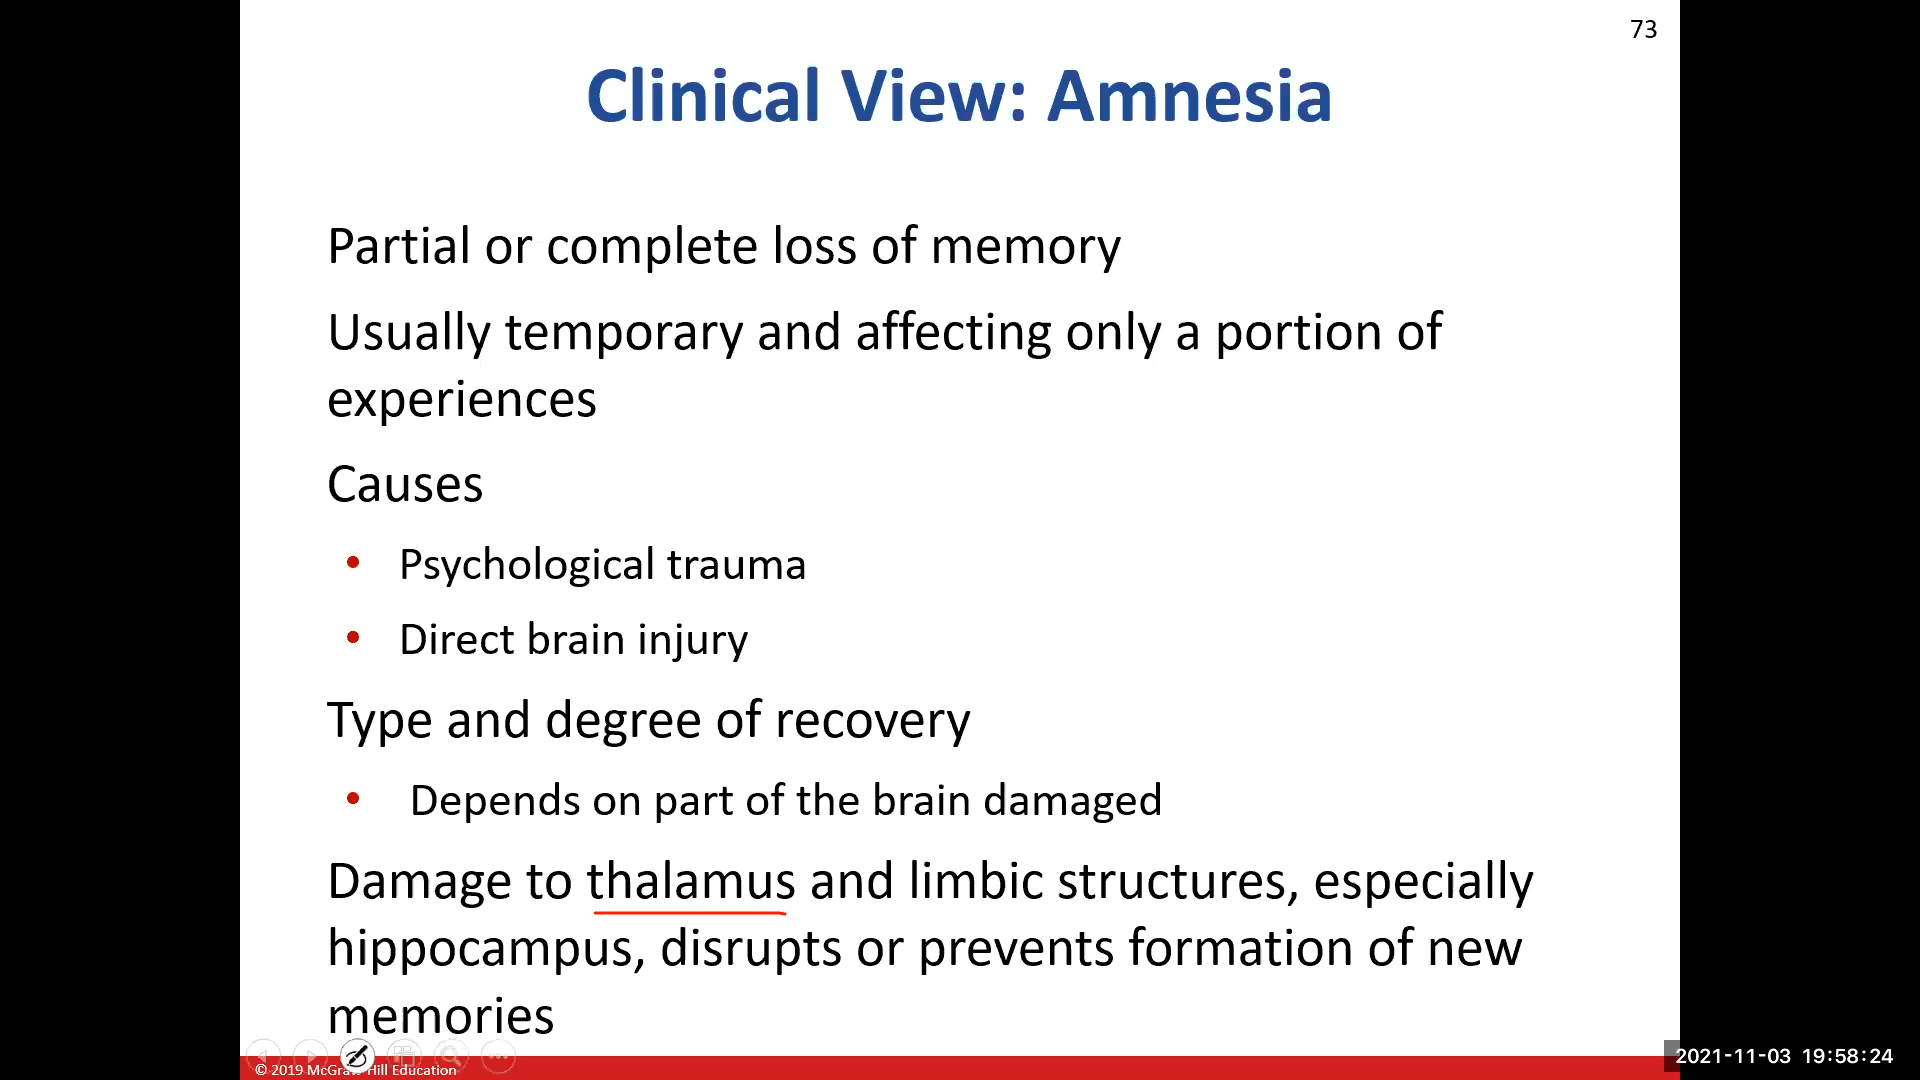 73
Clinical View: Amnesia
Partial or complete loss of memory
Usually temporary and affecting only a portion of
experiences
Causes
• Psychological trauma
• Direct brain injury
Type and degree of recovery
• Depends on part of the brain damaged
Damage to thalamus and limbic structures, especially
hippocampus, disrupts or prevents formation of new
memories
© 2019 McGraw-Hill Education
2021-11-03 19:58:24